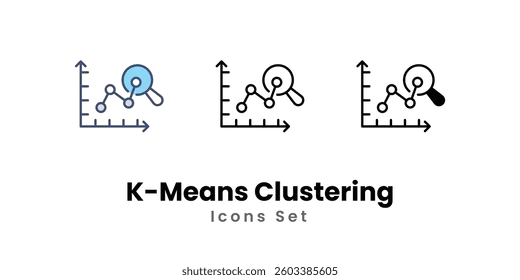 K-Means Clustering
Icons Set
shutterstock.com · 2603385605